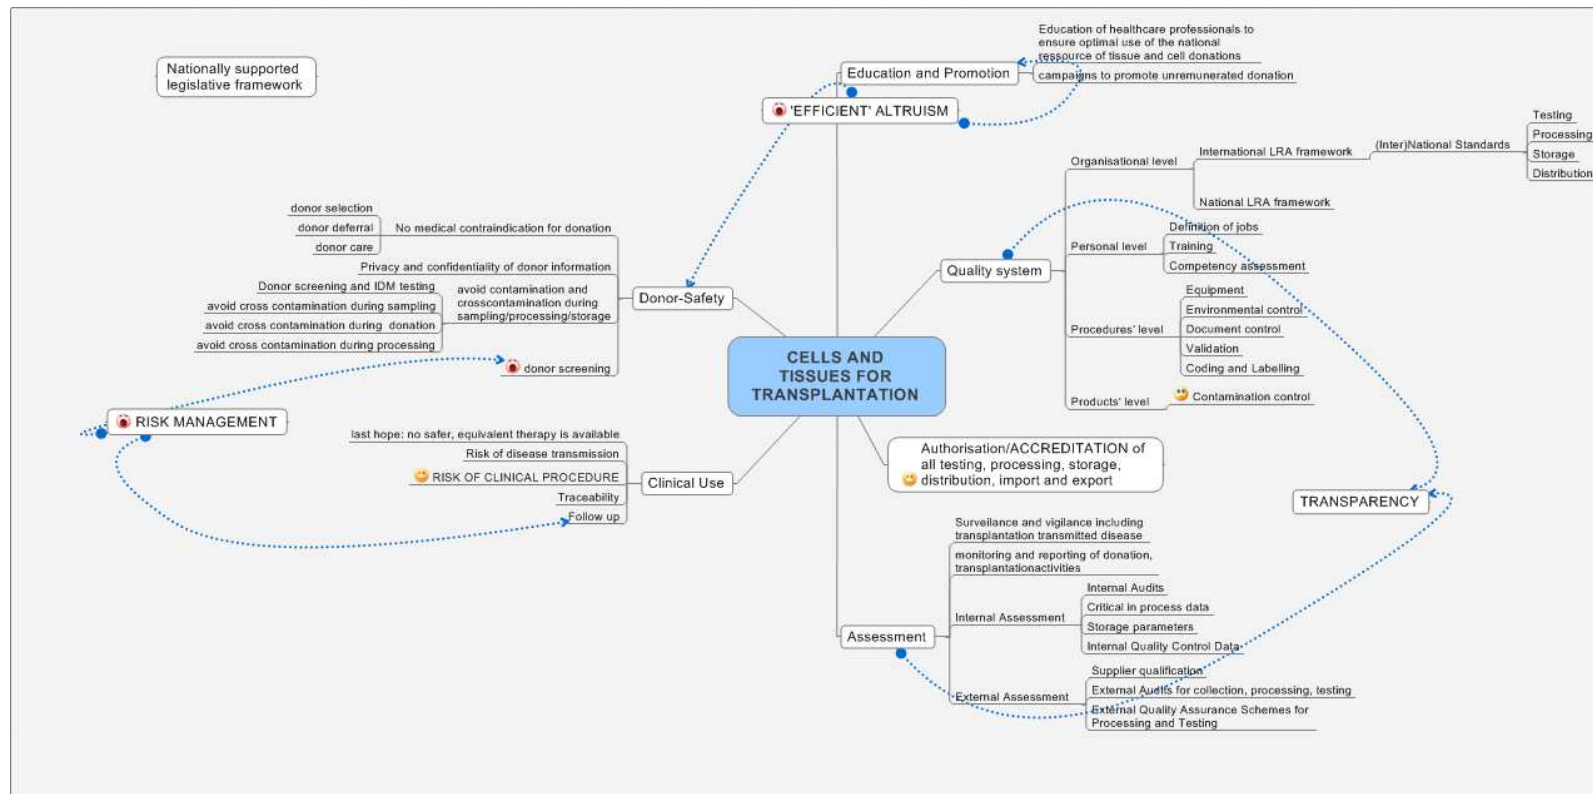 Nationally supported
legislative framework
Education of healthcare professionals to
ensure optimal use of the national
ressource of tissue and cell donations
Education and Promotion
campaigns to promote unremunerated donation
'EFFICIENT' ALTRUISM
Organisational level
International LRA framework
(Inter)National Standards
Testing
Processing
Storage
Distribution
National LRA framework
Quality system
Personal level
Definition of jobs
Training
Competency assessment
Procedures' level
Equipment
Environmental control
Document control
Validation
Coding and Labelling
Products' level
Contamination control
donor selection
donor deferral
donor care
No medical contraindication for donation
Privacy and confidentiality of donor information
Donor screening and IDM testing
avoid cross contamination during sampling
avoid cross contamination during donation
avoid cross contamination during processing
avoid contamination and
crosscontamination during
sampling/processing/storage
Donor-Safety
donor screening
CELLS AND
TISSUES FOR
TRANSPLANTATION
RISK MANAGEMENT
last hope: no safer, equivalent therapy is available
Risk of disease transmission
RISK OF CLINICAL PROCEDURE
Traceability
Follow up
Clinical Use
Authorisation/ACCREDITATION of
all testing, processing, storage,
distribution, import and export
TRANSPARENCY
Surveilance and vigilance including
transplantation transmitted disease
monitoring and reporting of donation,
transplantationactivities
Assessment
Internal Assessment
Internal Audits
Critical in process data
Storage parameters
Internal Quality Control Data
External Assessment
Supplier qualification
External Audits for collection, processing, testing
External Quality Assurance Schemes for
Processing and Testing